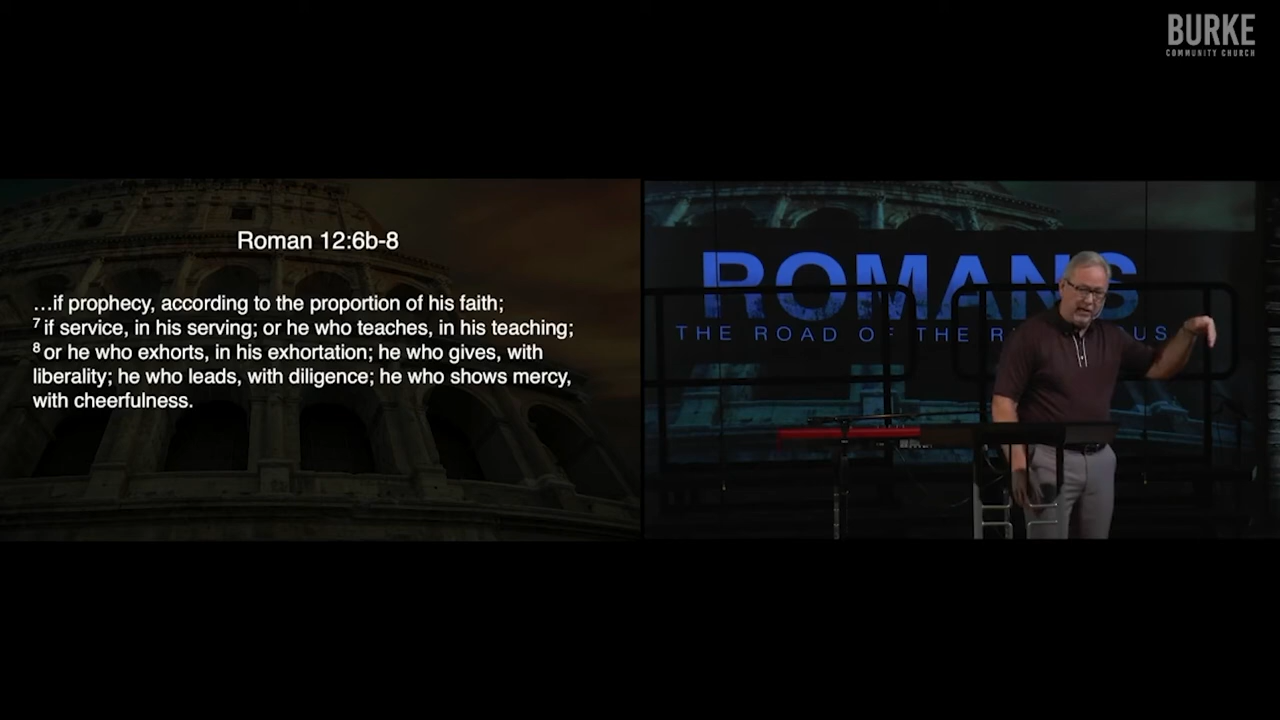 BURKE
COMMUNITY CHURCH
Roman 12:6b-8
…if prophecy, according to the proportion of his faith;
7 if service, in his serving; or he who teaches, in his teaching;
8 or he who exhorts, in his exhortation; he who gives, with
liberality; he who leads, with diligence; he who shows mercy,
with cheerfulness.
ROMANS
THE ROAD OF THE R US